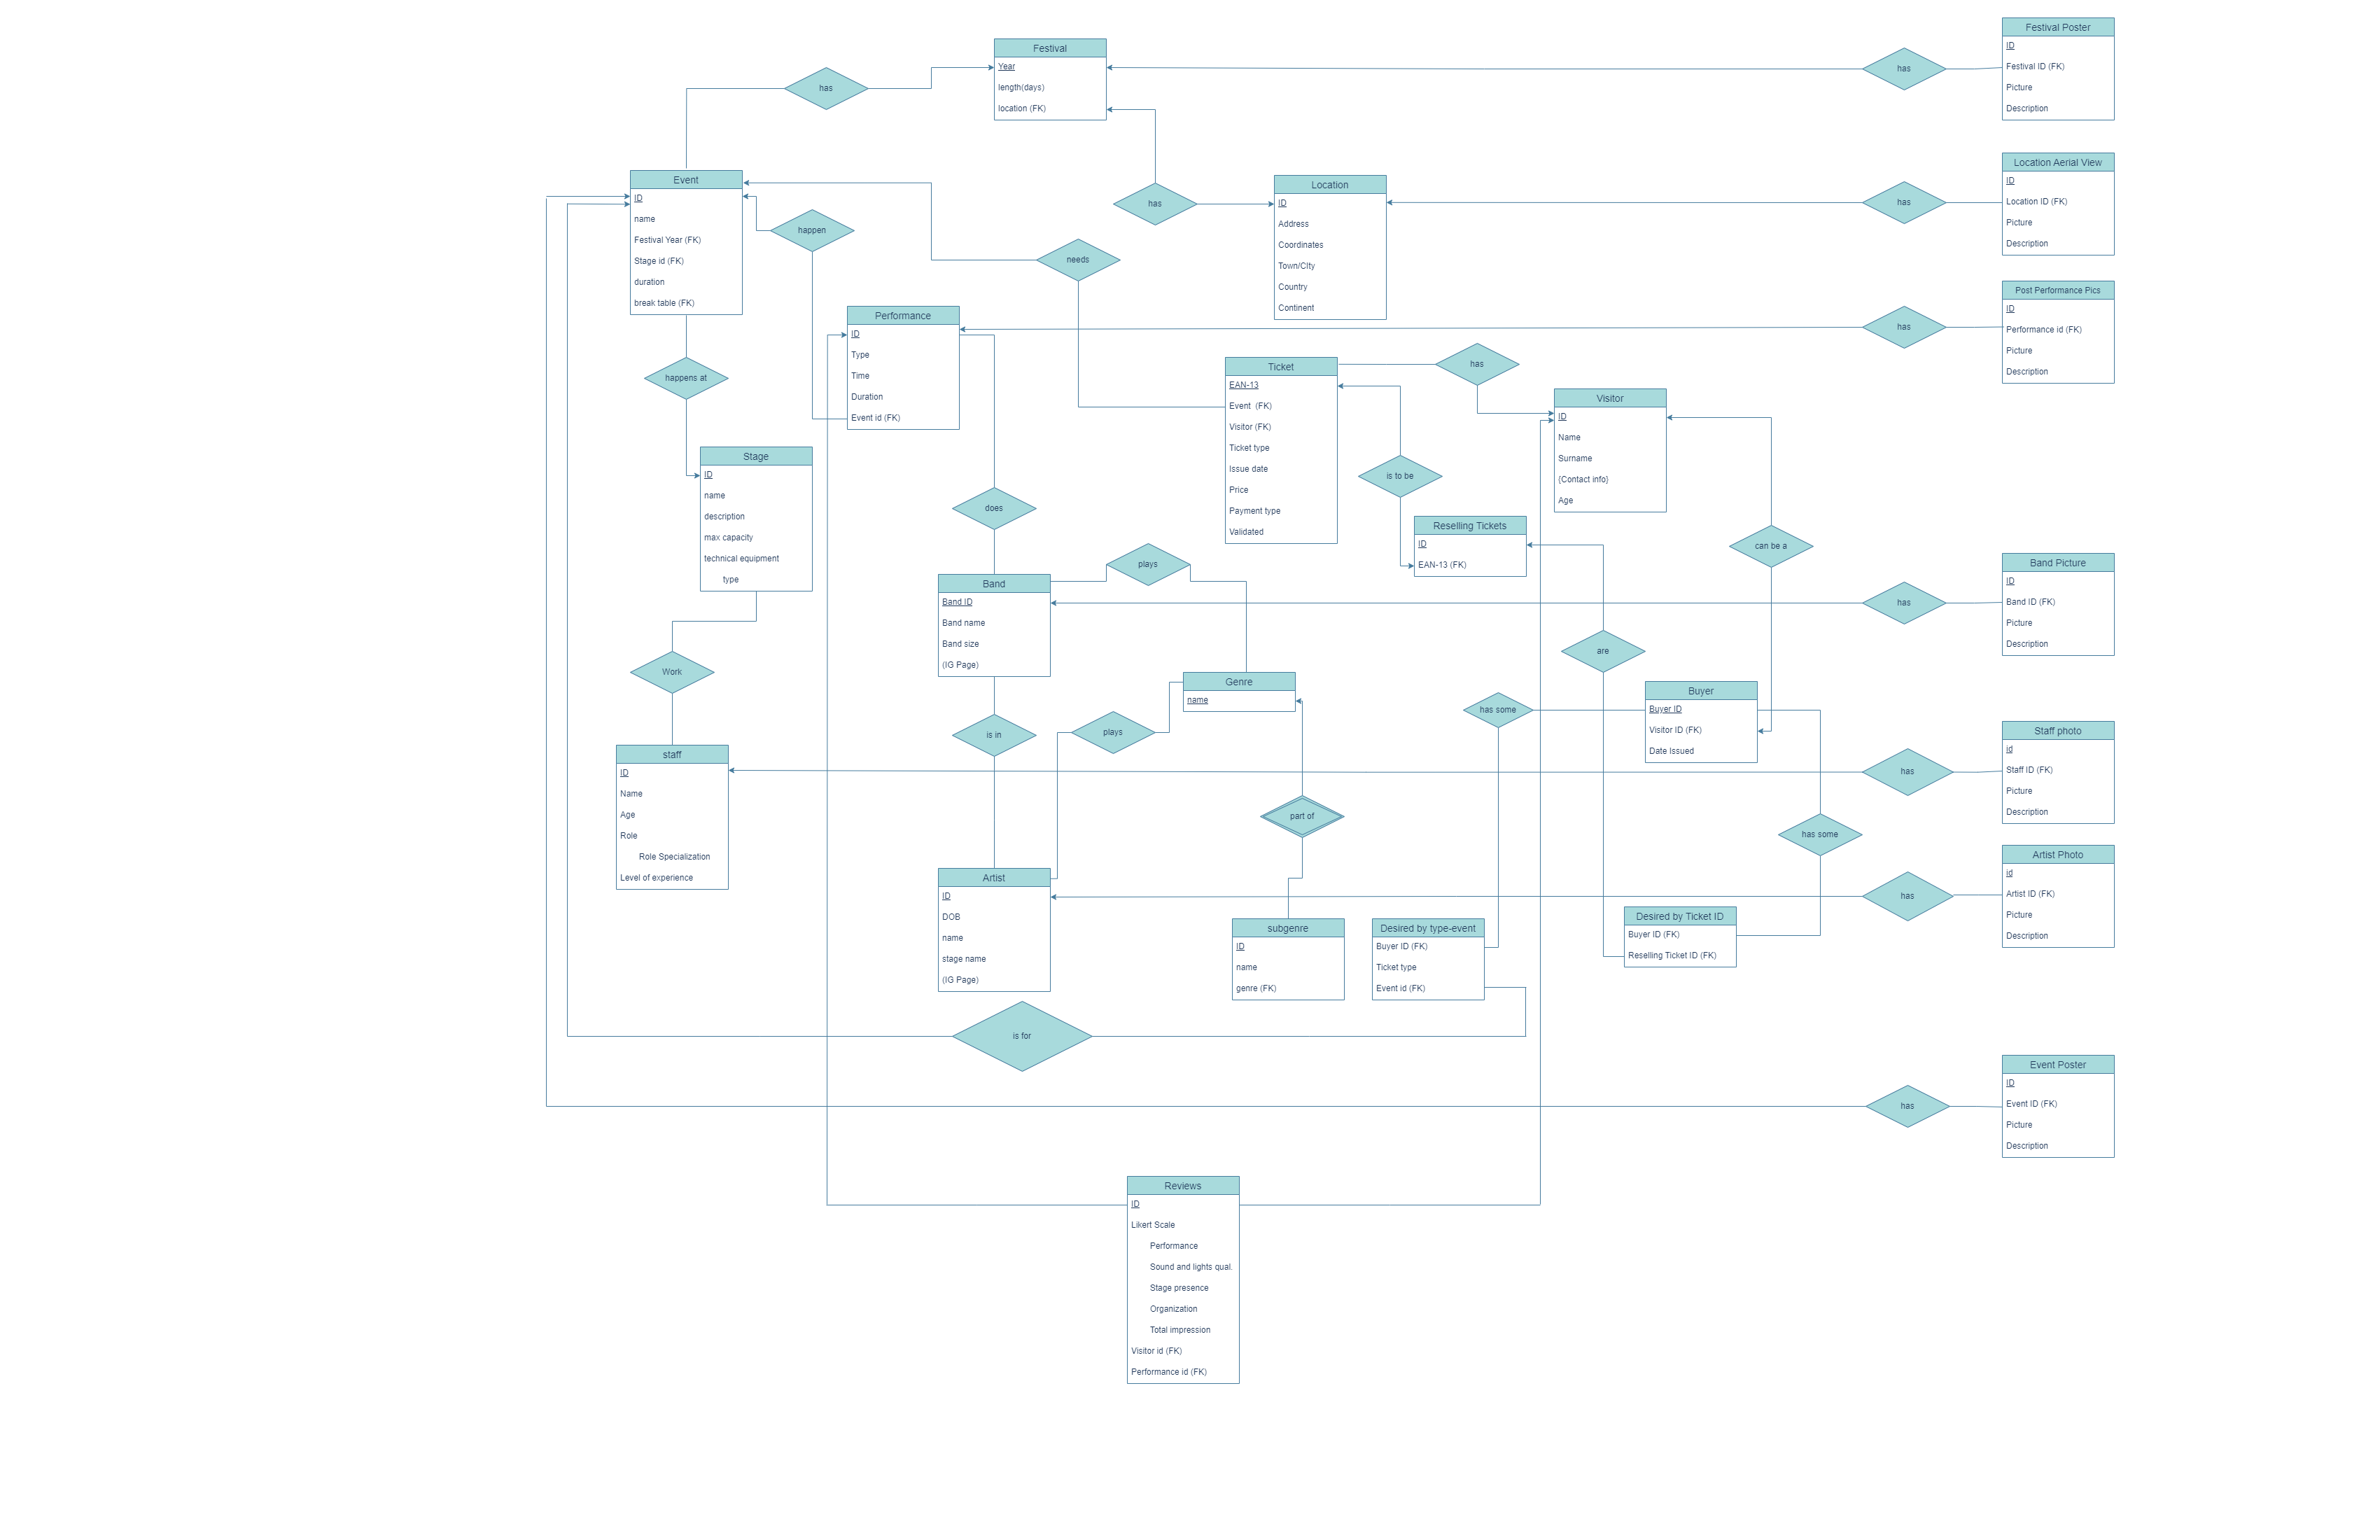 Festival
Year
length(days)
location (FK)
has
has
Festival Poster
ID
Festival ID (FK)
Picture
Description
Event
ID
name
Festival Year (FK)
Stage id (FK)
duration
break table (FK)
happen
needs
has
Location
ID
Address
Coordinates
Town/CIty
Country
Continent
has
Location Aerial View
ID
Location ID (FK)
Picture
Description
Performance
ID
Type
Time
Duration
Event id (FK)
has
Post Performance Pics
ID
Performance id (FK)
Picture
Description
happens at
Ticket
EAN-13
Event  (FK)
Visitor (FK)
Ticket type
Issue date
Price
Payment type
Validated
has
Visitor
ID
Name
Surname
{Contact info}
Age
Stage
ID
name
description
max capacity
technical equipment
type
does
is to be
Reselling Tickets
ID
EAN-13 (FK)
can be a
Band
Band ID
Band name
Band size
(IG Page)
plays
has
Band Picture
ID
Band ID (FK)
Picture
Description
Work
are
is in
plays
Genre
name
has some
Buyer
Buyer ID
Visitor ID (FK)
Date Issued
staff
ID
Name
Age
Role
Role Specialization
Level of experience
has
Staff photo
id
Staff ID (FK)
Picture
Description
part of
has some
Artist
ID
DOB
name
stage name
(IG Page)
has
Artist Photo
id
Artist ID (FK)
Picture
Description
subgenre
ID
name
genre (FK)
Desired by type-event
Buyer ID (FK)
Ticket type
Event id (FK)
Desired by Ticket ID
Buyer ID (FK)
Reselling Ticket ID (FK)
is for
has
Event Poster
ID
Event ID (FK)
Picture
Description
Reviews
ID
Likert Scale
Performance
Sound and lights qual.
Stage presence
Organization
Total impression
Visitor id (FK)
Performance id (FK)